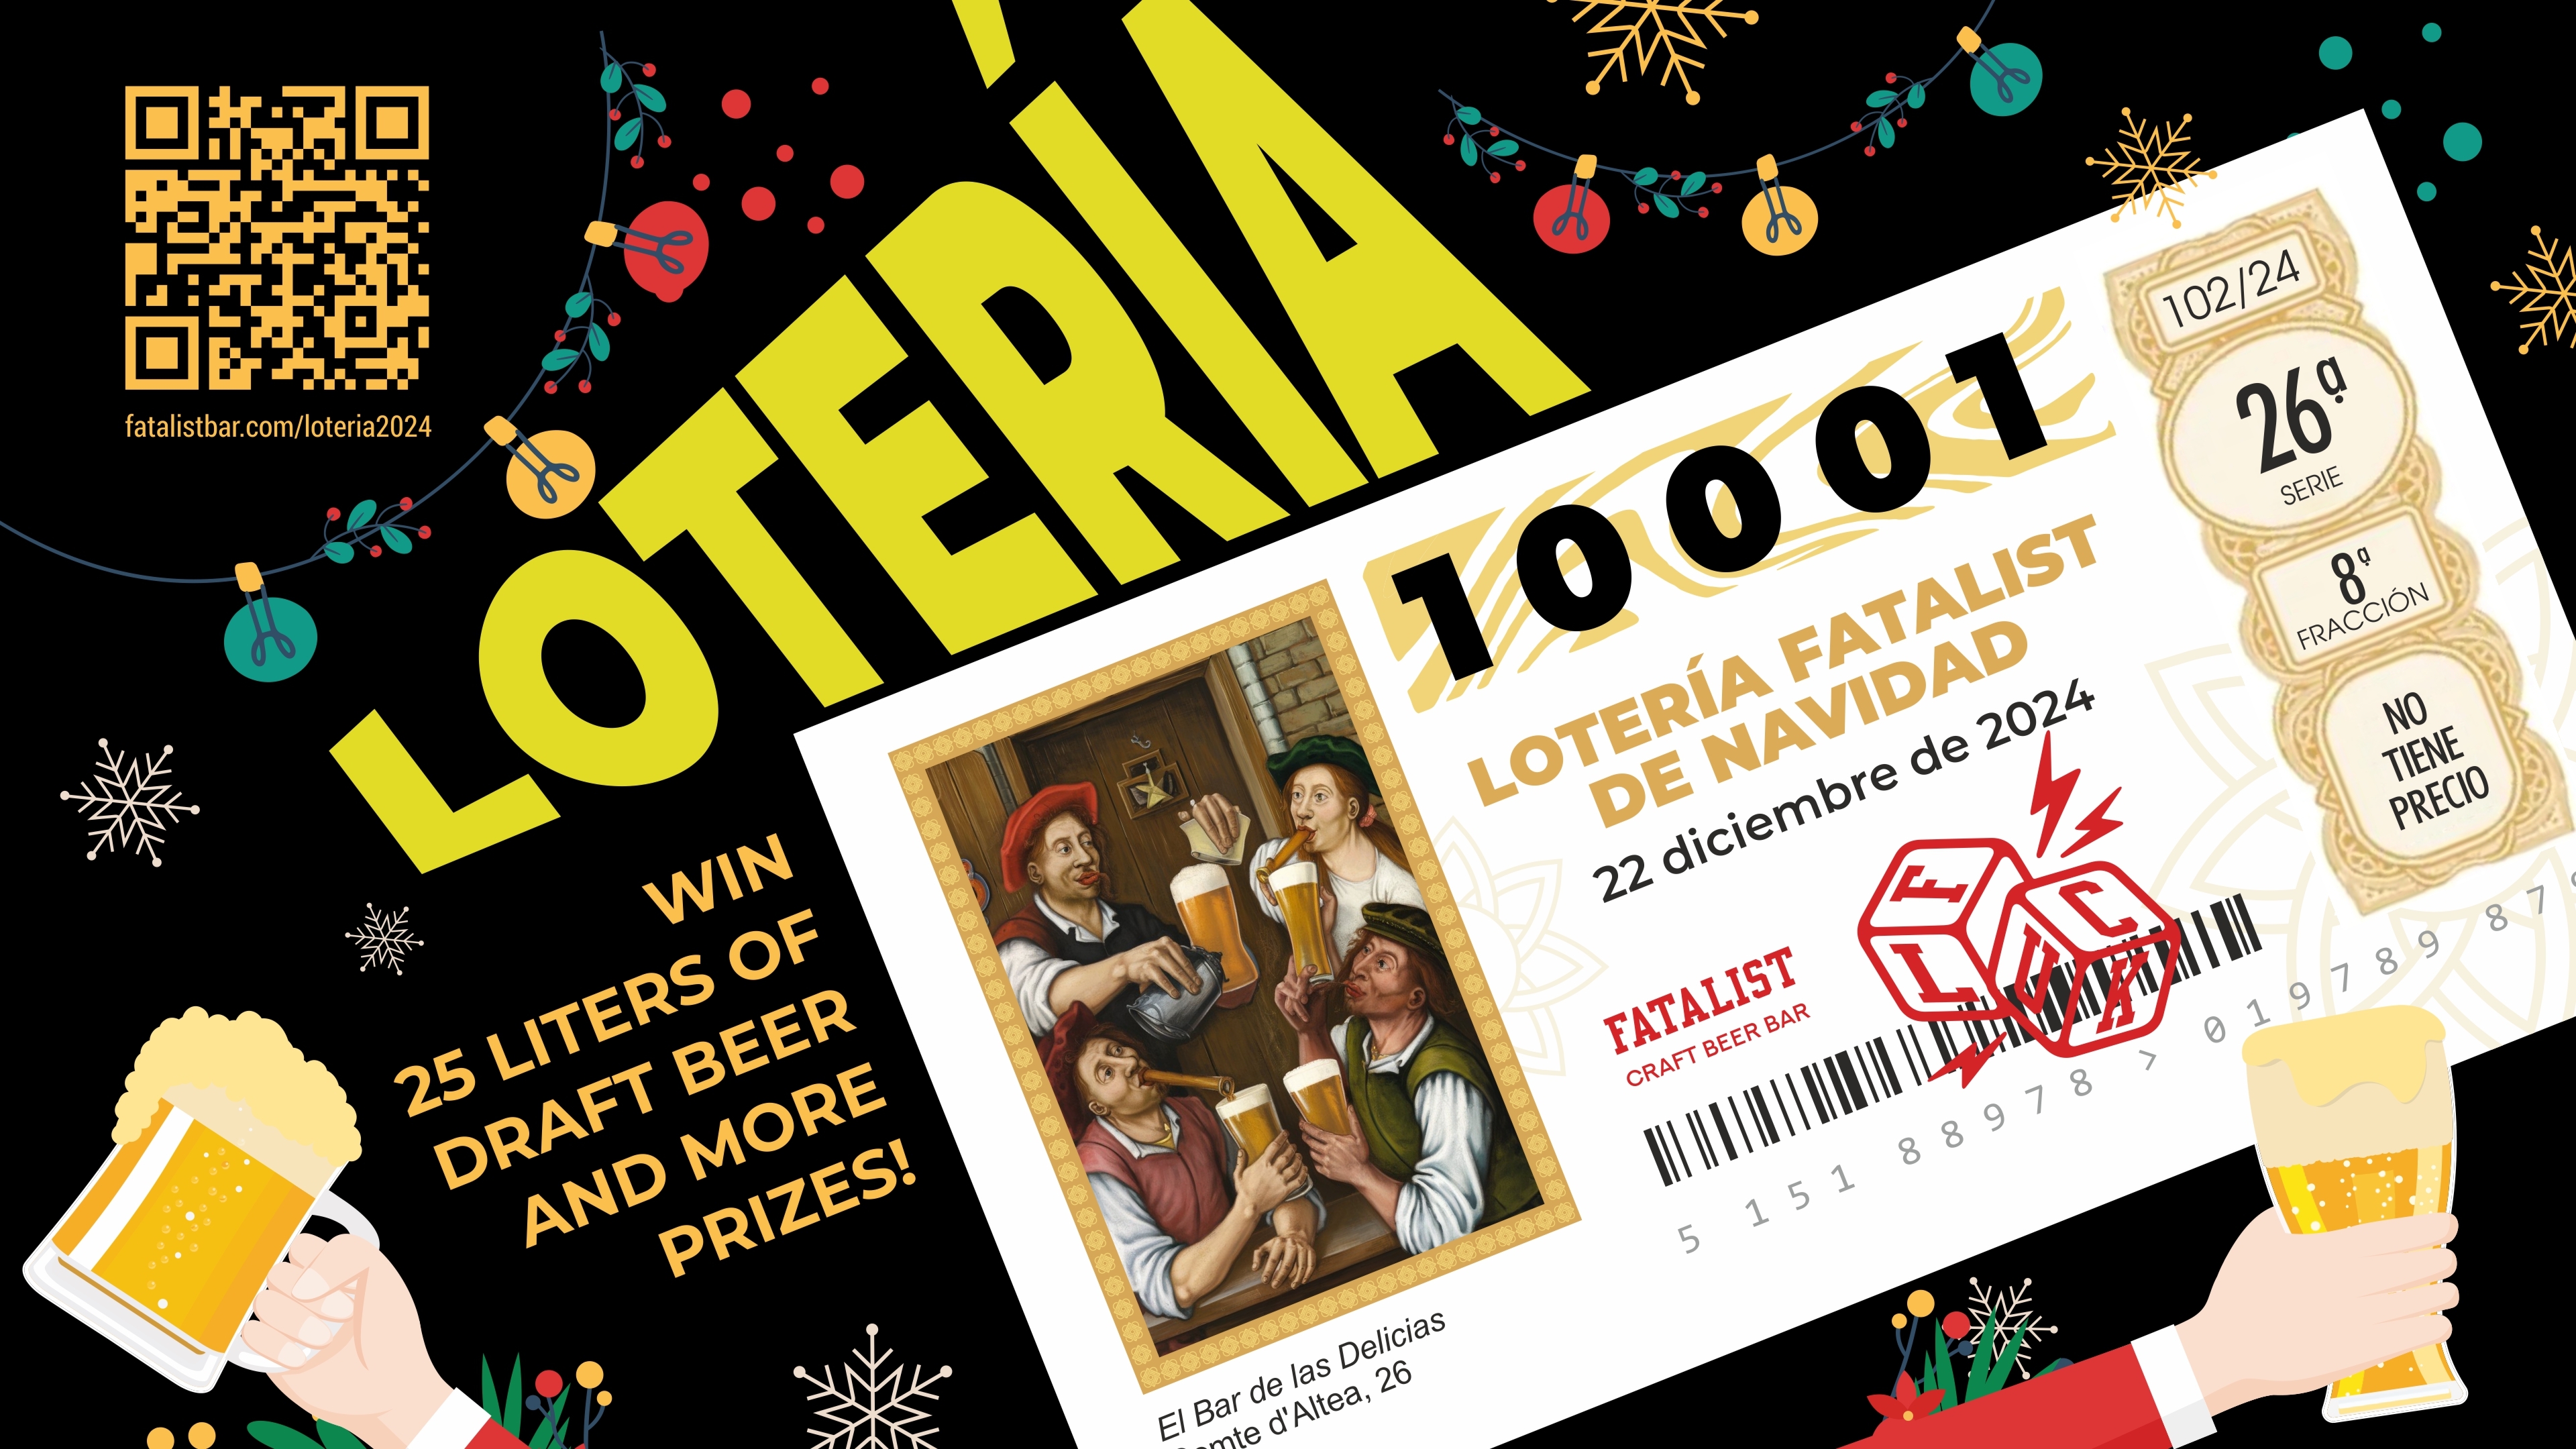 fatalistbar.com/loteria2024
LOTERÍA
WIN
25 LITERS OF
DRAFT BEER
AND MORE
PRIZES!
10001
LOTERÍA FATALIST
DE NAVIDAD
22 diciembre de 2024
102/24
26ª
SERIE
8ª
FRACCIÓN
NO
TIENE
PRECIO
FATALIST
CRAFT BEER BAR
F
L
U
C
K
5 151 88978 > 019789 87
El Bar de las Delicias
d'Altea, 26